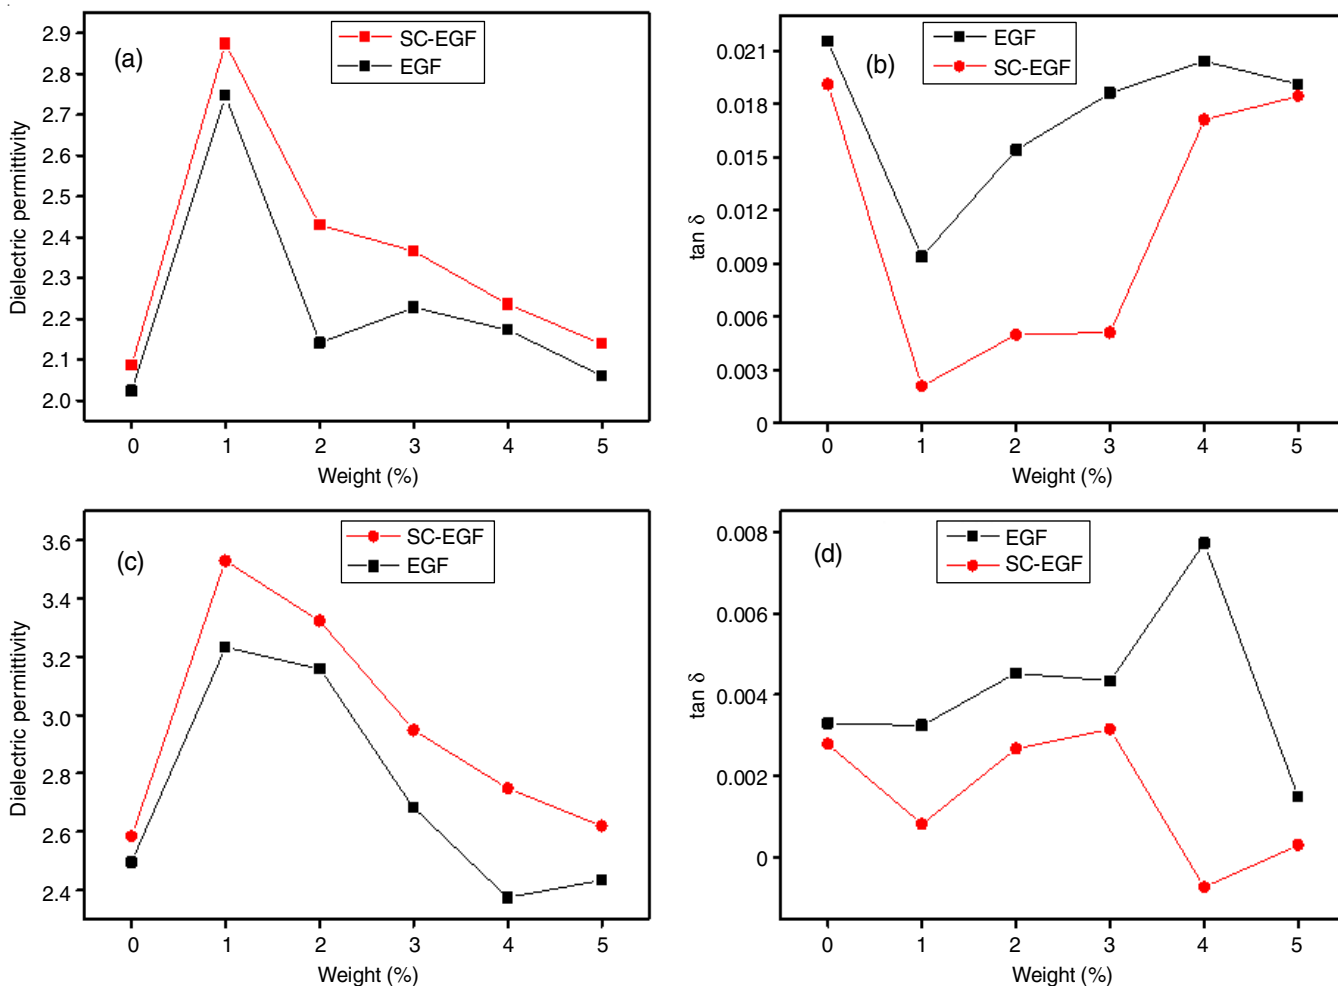 (a)
SC-EGF
EGF
Dielectric permittivity
2.9
2.8
2.7
2.6
2.5
2.4
2.3
2.2
2.1
2.0
0 1 2 3 4 5
Weight (%)
(b)
EGF
SC-EGF
tan δ
0.021
0.018
0.015
0.012
0.009
0.006
0.003
0
0 1 2 3 4 5
Weight (%)
(c)
SC-EGF
EGF
Dielectric permittivity
3.6
3.4
3.2
3.0
2.8
2.6
2.4
0 1 2 3 4 5
Weight (%)
(d)
EGF
SC-EGF
tan δ
0.008
0.006
0.004
0.002
0
0 1 2 3 4 5
Weight (%)